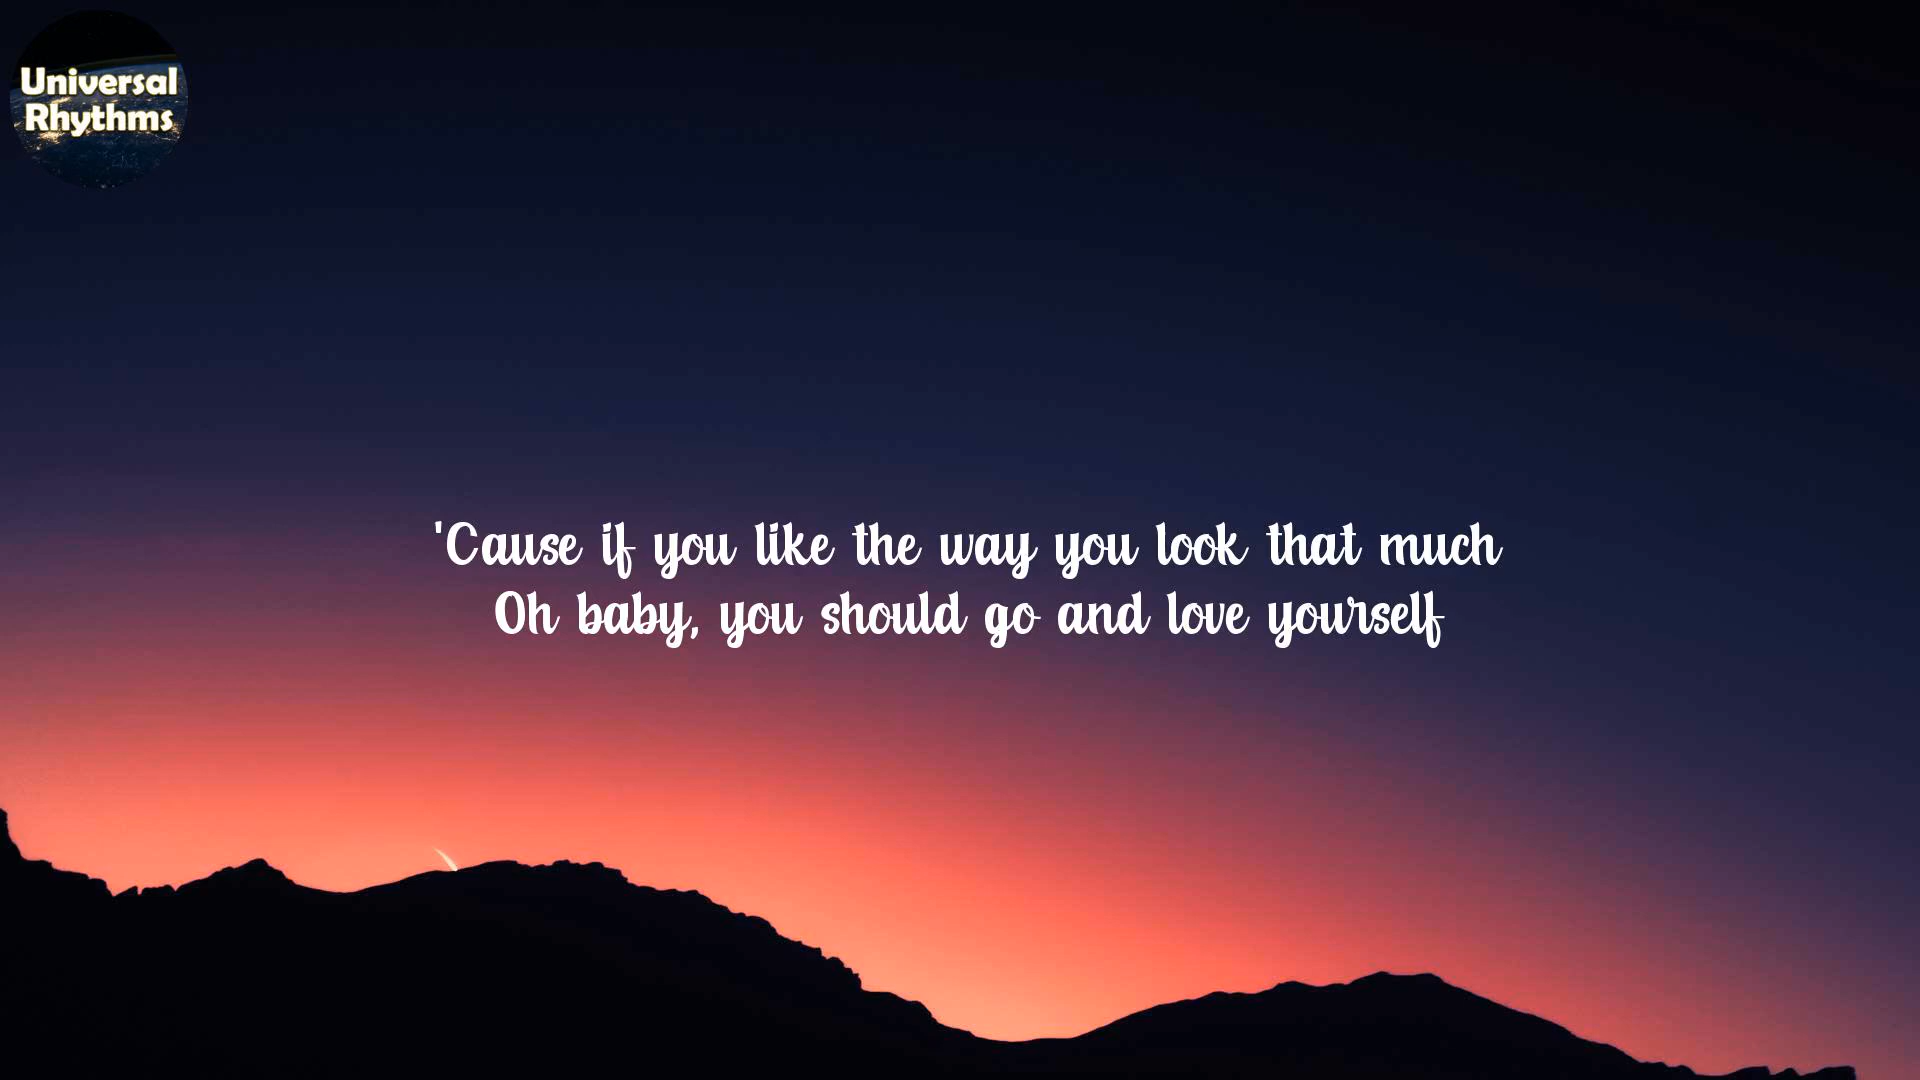 Universal
Rhythms
'Cause if you like the way you look that much
Oh baby, you should go and love yourself